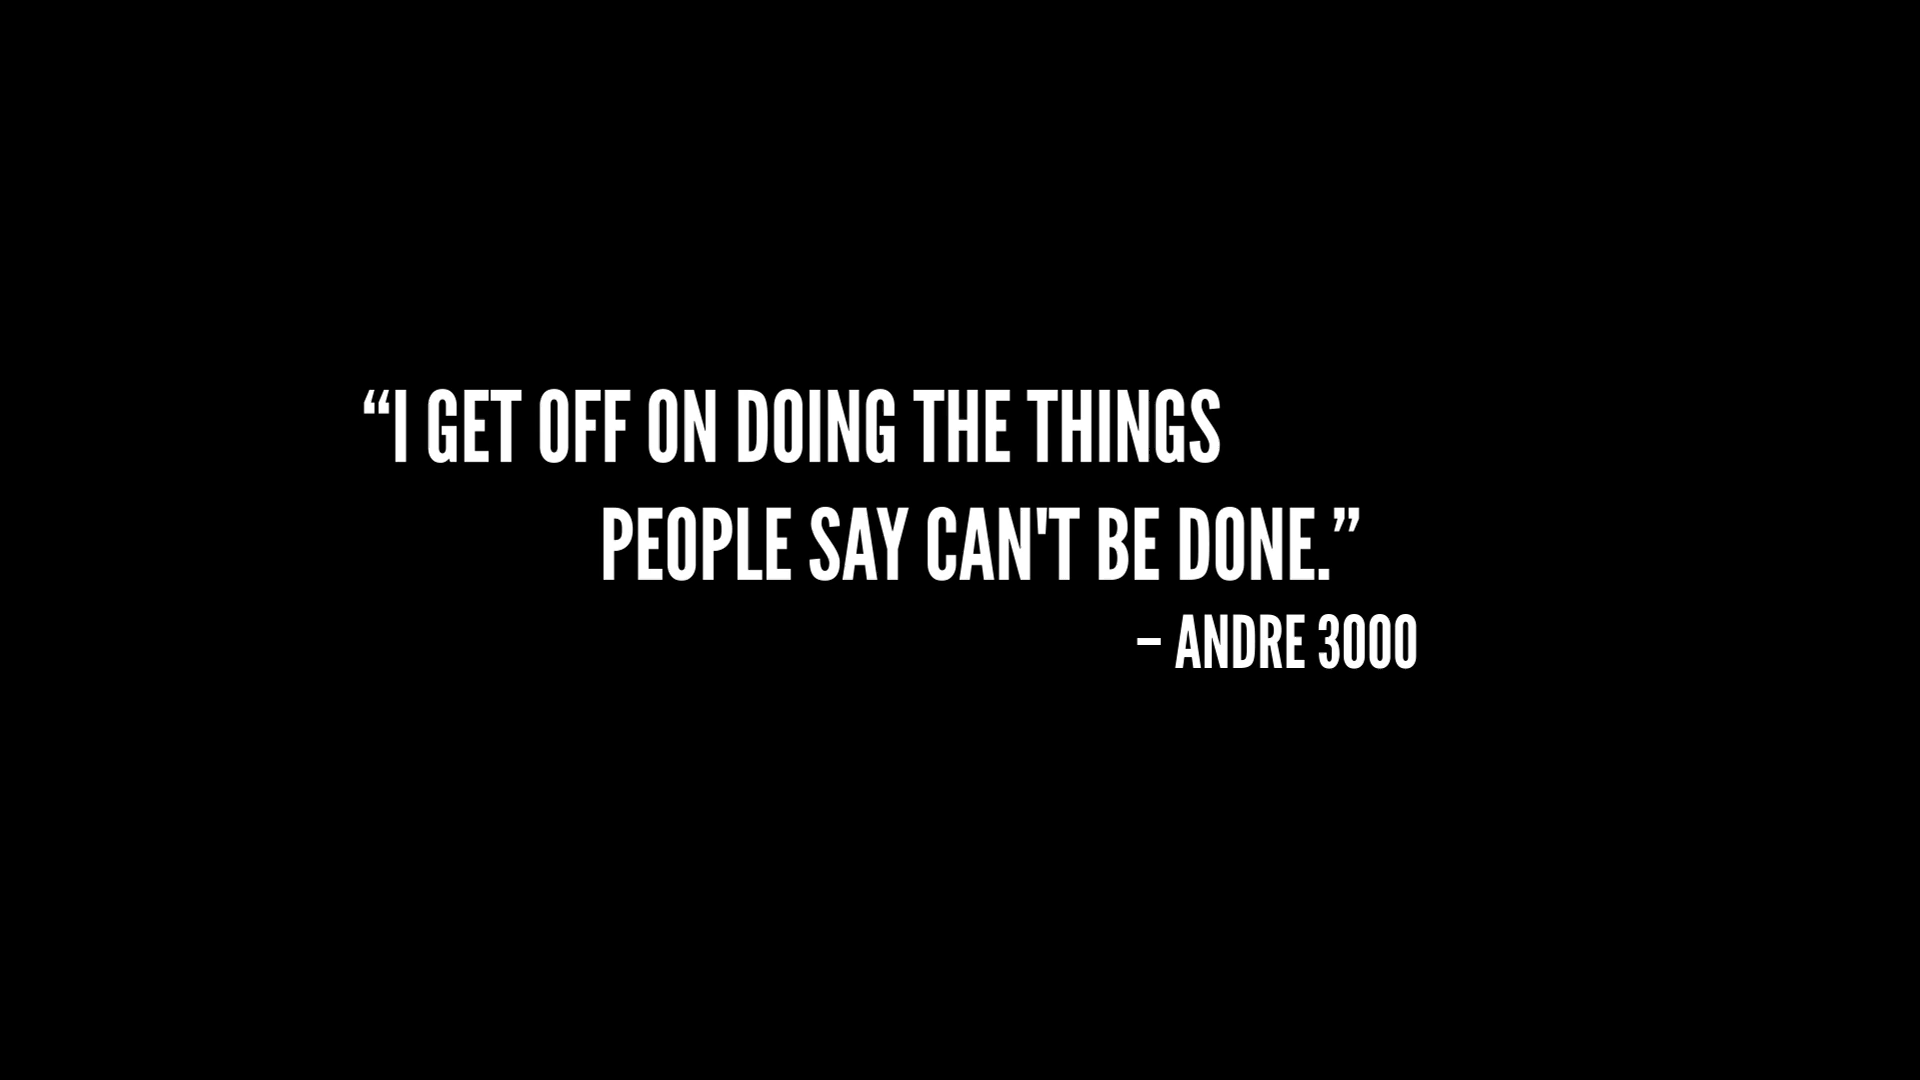 “I GET OFF ON DOING THE THINGS
PEOPLE SAY CAN'T BE DONE.”
– ANDRE 3000